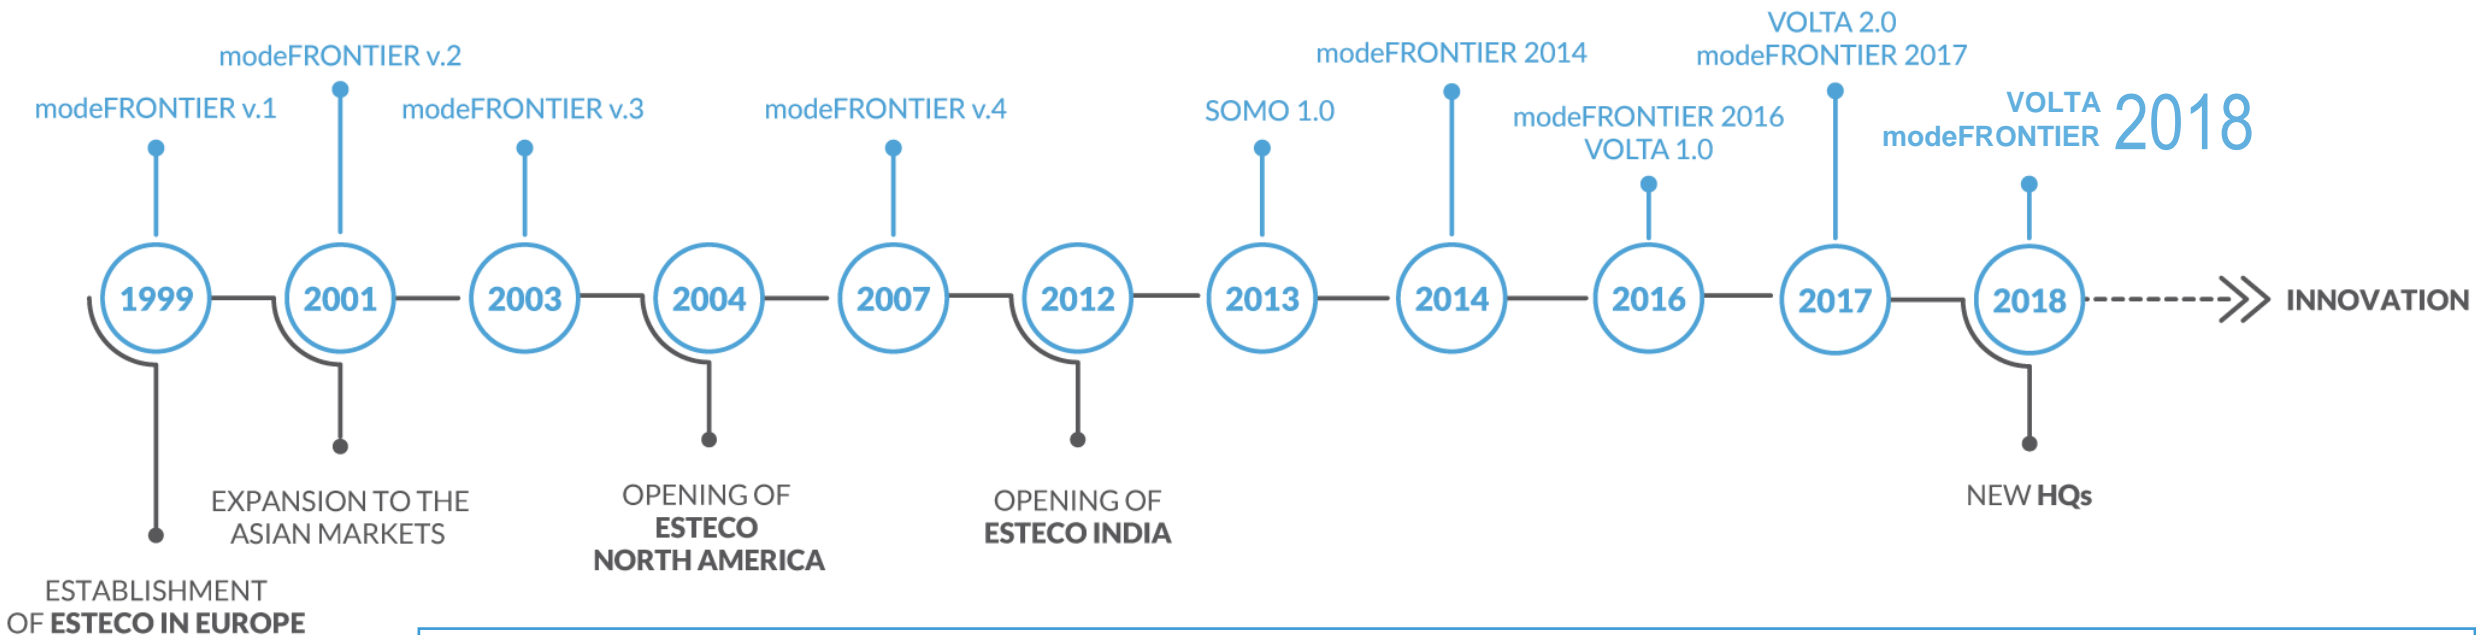 modeFRONTIER v.1
modeFRONTIER v.2
modeFRONTIER v.3
modeFRONTIER v.4
SOMO 1.0
modeFRONTIER 2014
modeFRONTIER 2016
VOLTA 1.0
VOLTA 2.0
modeFRONTIER 2017
VOLTA
modeFRONTIER 2018
1999
2001
2003
2004
2007
2012
2013
2014
2016
2017
2018
INNOVATION
ESTABLISHMENT
OF ESTECO IN EUROPE
EXPANSION TO THE
ASIAN MARKETS
OPENING OF
ESTECO
NORTH AMERICA
OPENING OF
ESTECO INDIA
NEW HQs